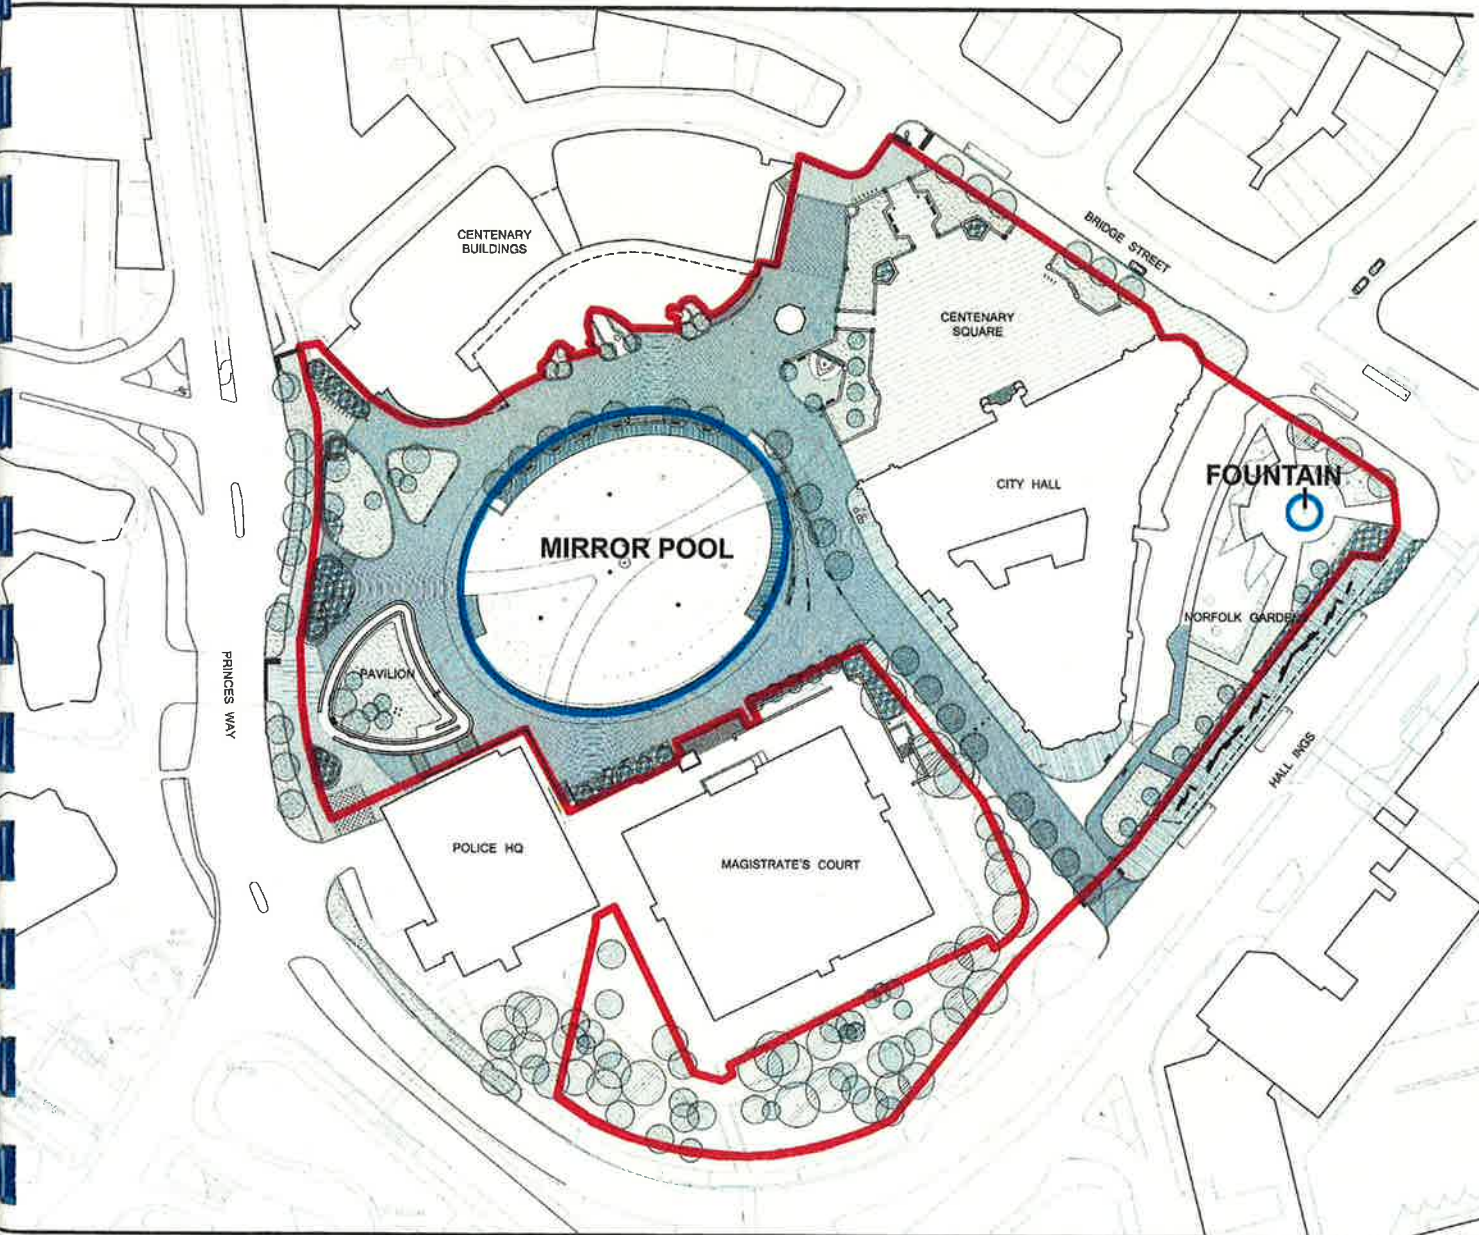 CENTENARY
BUILDINGS
BRIDGE STREET
CENTENARY
SQUARE
CITY HALL
FOUNTAIN
MIRROR POOL
NORFOLK GARDENS
PAVILION
PRINCES WAY
HALL INGS
POLICE HQ
MAGISTRATE'S COURT